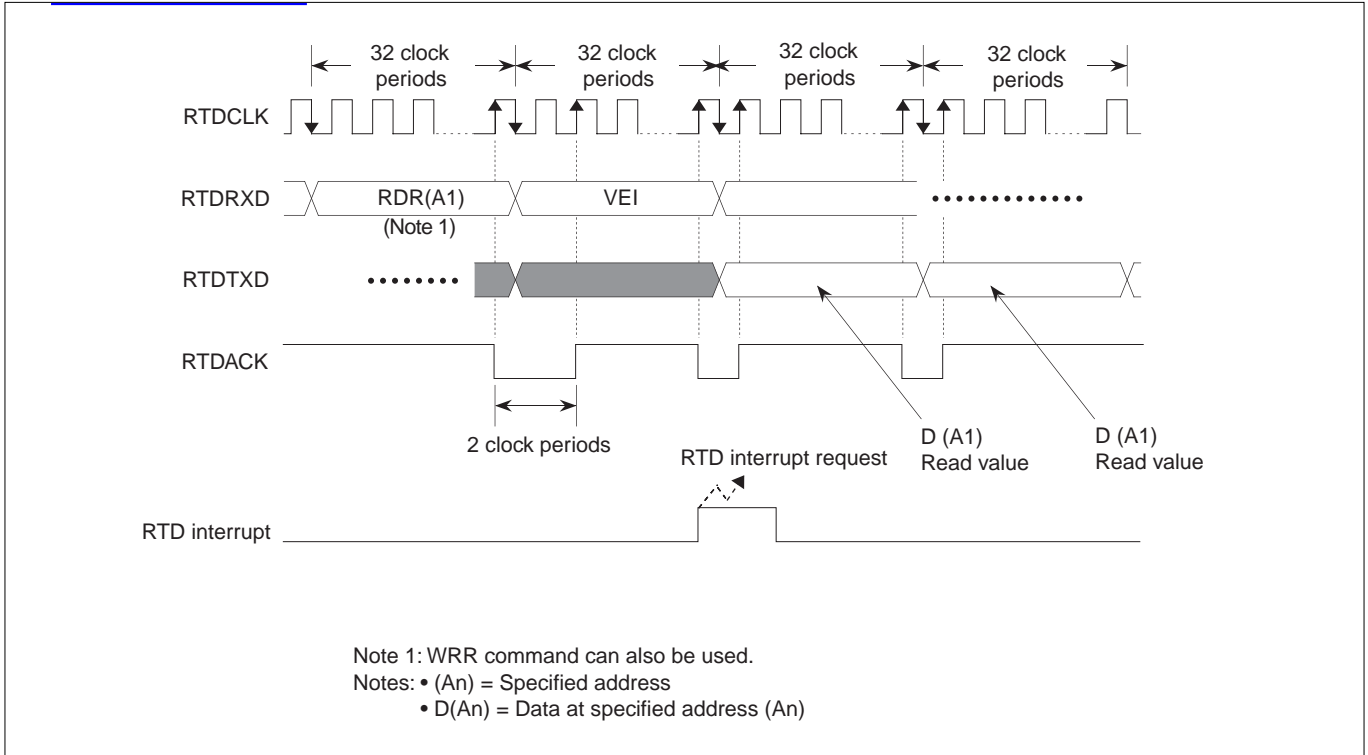 32 clock
periods
32 clock
periods
32 clock
periods
32 clock
periods
RTDCLK
RTDRXD
RDR(A1)
(Note 1)
VEI
RTDTXD
RTDACK
2 clock periods
RTD interrupt request
D (A1)
Read value
D (A1)
Read value
RTD interrupt
Note 1: WRR command can also be used.
Notes: • (An) = Specified address
• D(An) = Data at specified address (An)